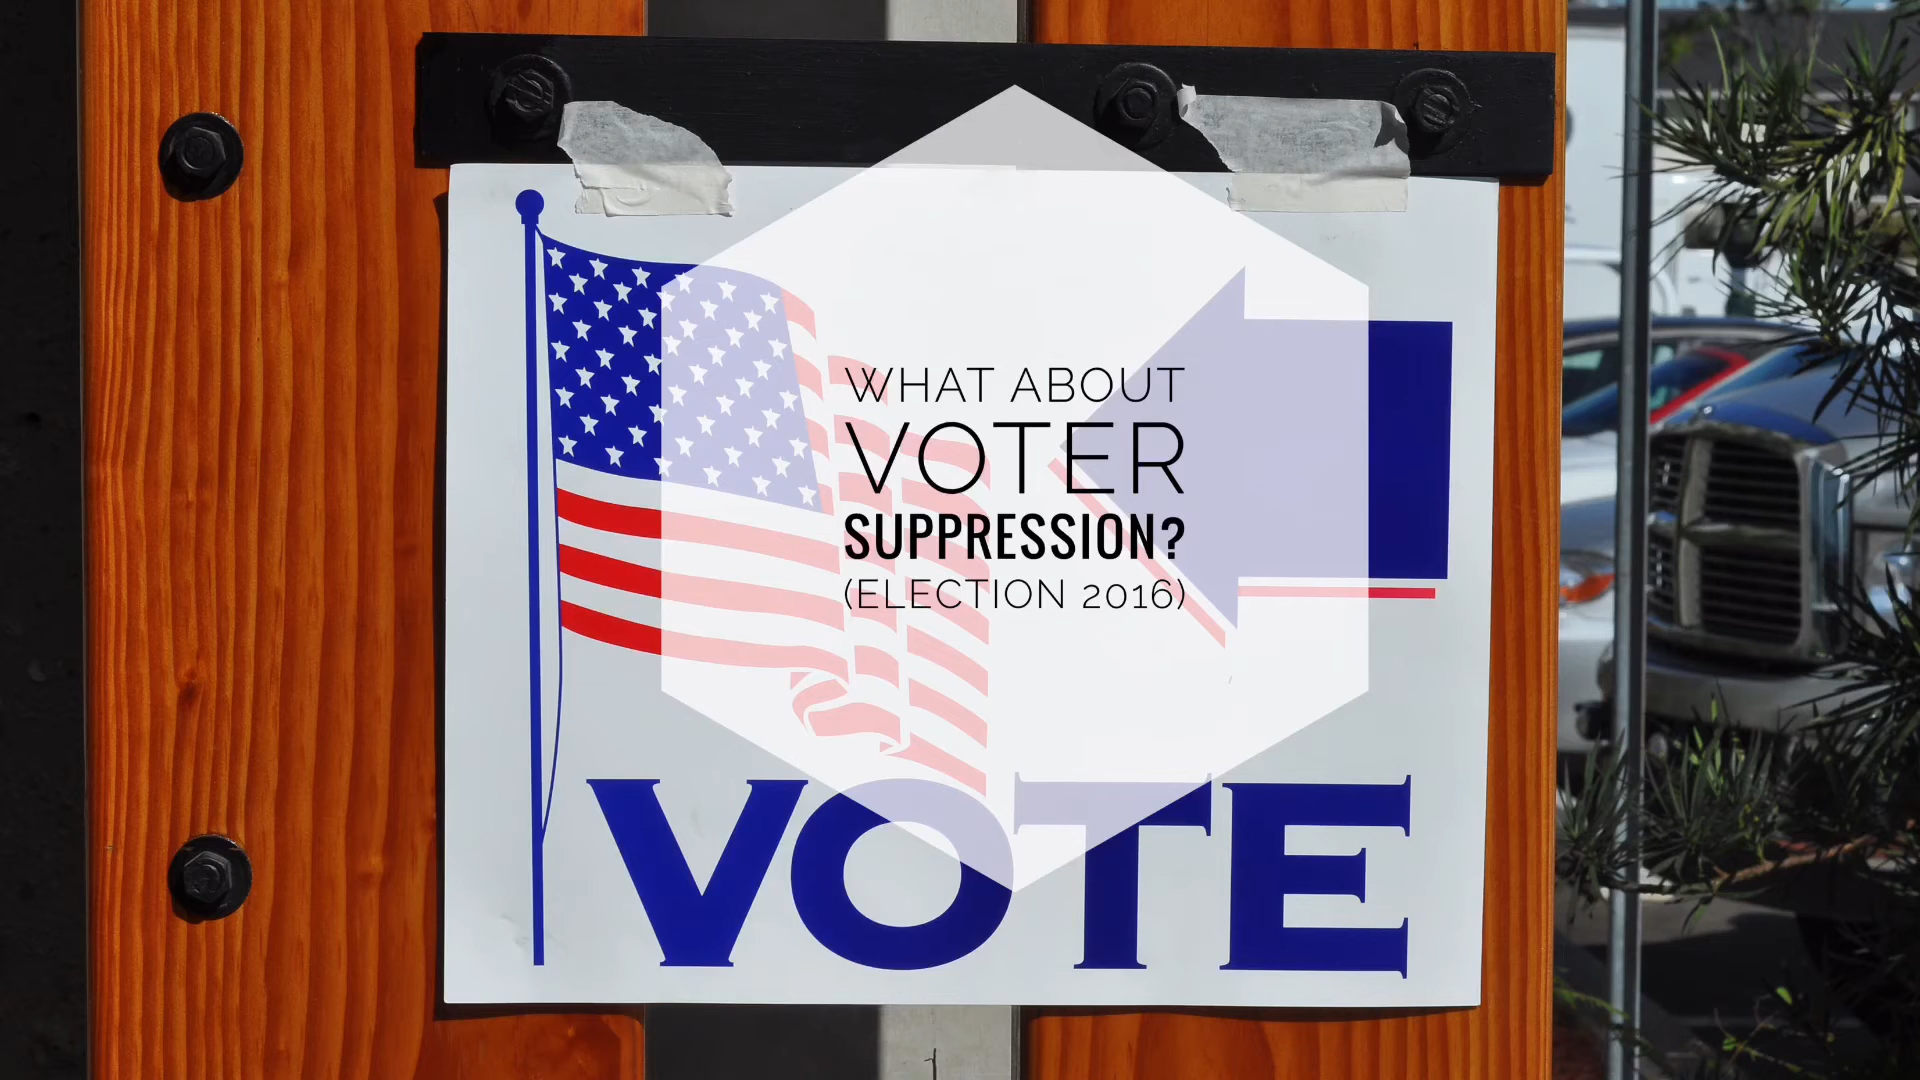 WHAT ABOUT
VOTER
SUPPRESSION?
(ELECTION 2016)
VOTE